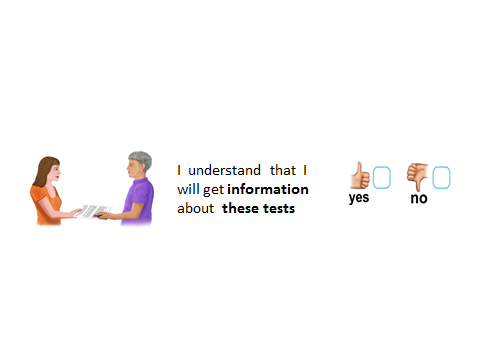 I understand that I
will get information
about these tests
yes
no